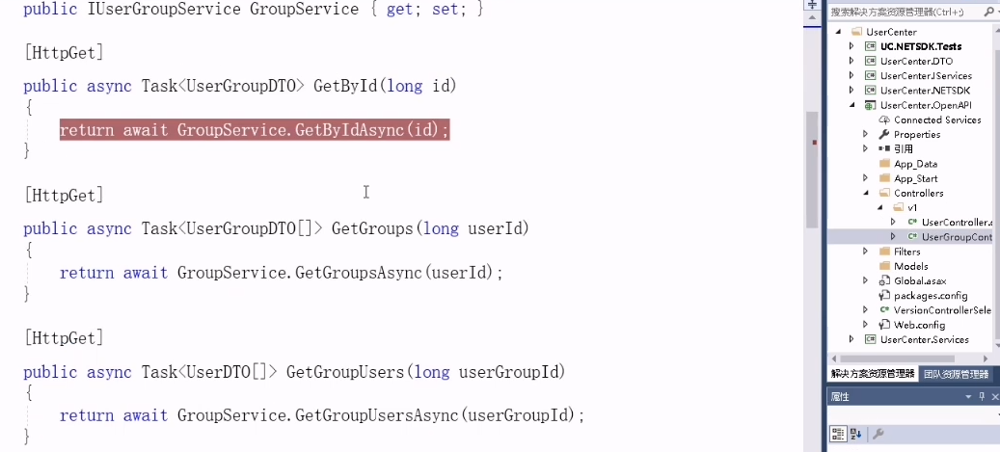 public IUserGroupService GroupService { get; set; }
[HttpGet]
public async Task<UserGroupDTO> GetById(long id)
{
return await GroupService.GetByIdAsync(id);
}
[HttpGet]
public async Task<UserGroupDTO[]> GetGroups(long userId)
{
return await GroupService.GetGroupsAsync(userId);
}
[HttpGet]
public async Task<UserDTO[]> GetGroupUsers(long userGroupId)
{
return await GroupService.GetGroupUsersAsync(userGroupId);
}
搜索解决方案资源管理器(Ctrl+;)
UserCenter
UC.NETSDK.Tests
UserCenter.DTO
UserCenter.IServices
UserCenter.NETSDK
UserCenter.OpenAPI
Connected Services
Properties
引用
App_Data
App_Start
Controllers
v1
UserController.c
UserGroupCont
Filters
Models
Global.asax
packages.config
VersionControllerSele
Web.config
UserCenter.Services
解决方案资源管理器 团队资源管理器
属性